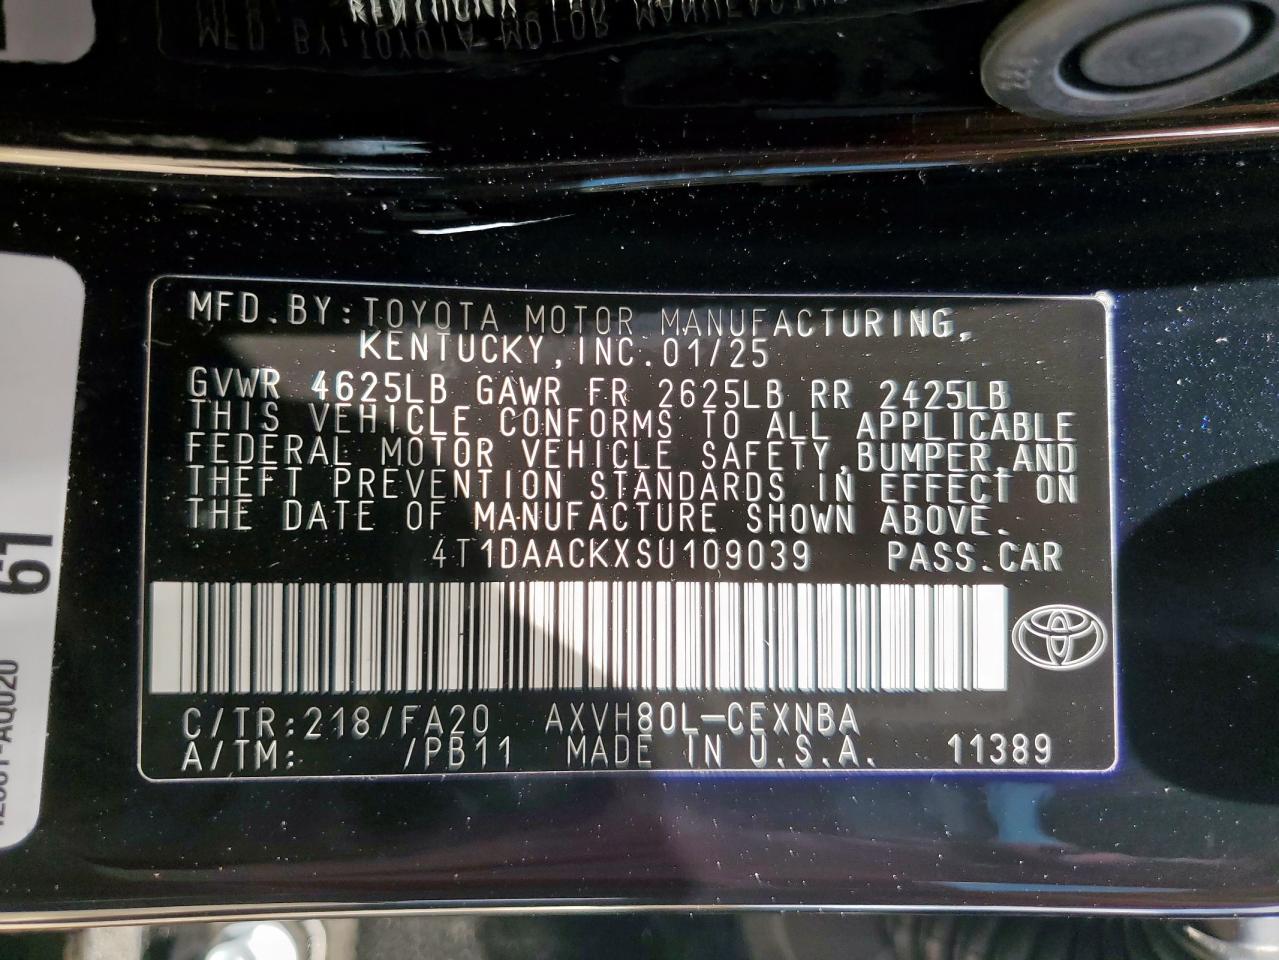 MFD.BY:TOYOTA MOTOR MANUFACTURING,
KENTUCKY,INC.01/25
GVWR 4625LB GAWR FR 2625LB RR 2425LB
THIS VEHICLE CONFORMS TO ALL APPLICABLE
FEDERAL MOTOR VEHICLE SAFETY,BUMPER,AND
THEFT PREVENTION STANDARDS IN EFFECT ON
THE DATE OF MANUFACTURE SHOWN ABOVE.
4T1DAACKXSU109039 PASS.CAR
C/TR:218/FA20 AXVH80L-CEXNBA
A/TM: /PB11 MADE IN U.S.A. 11389
61